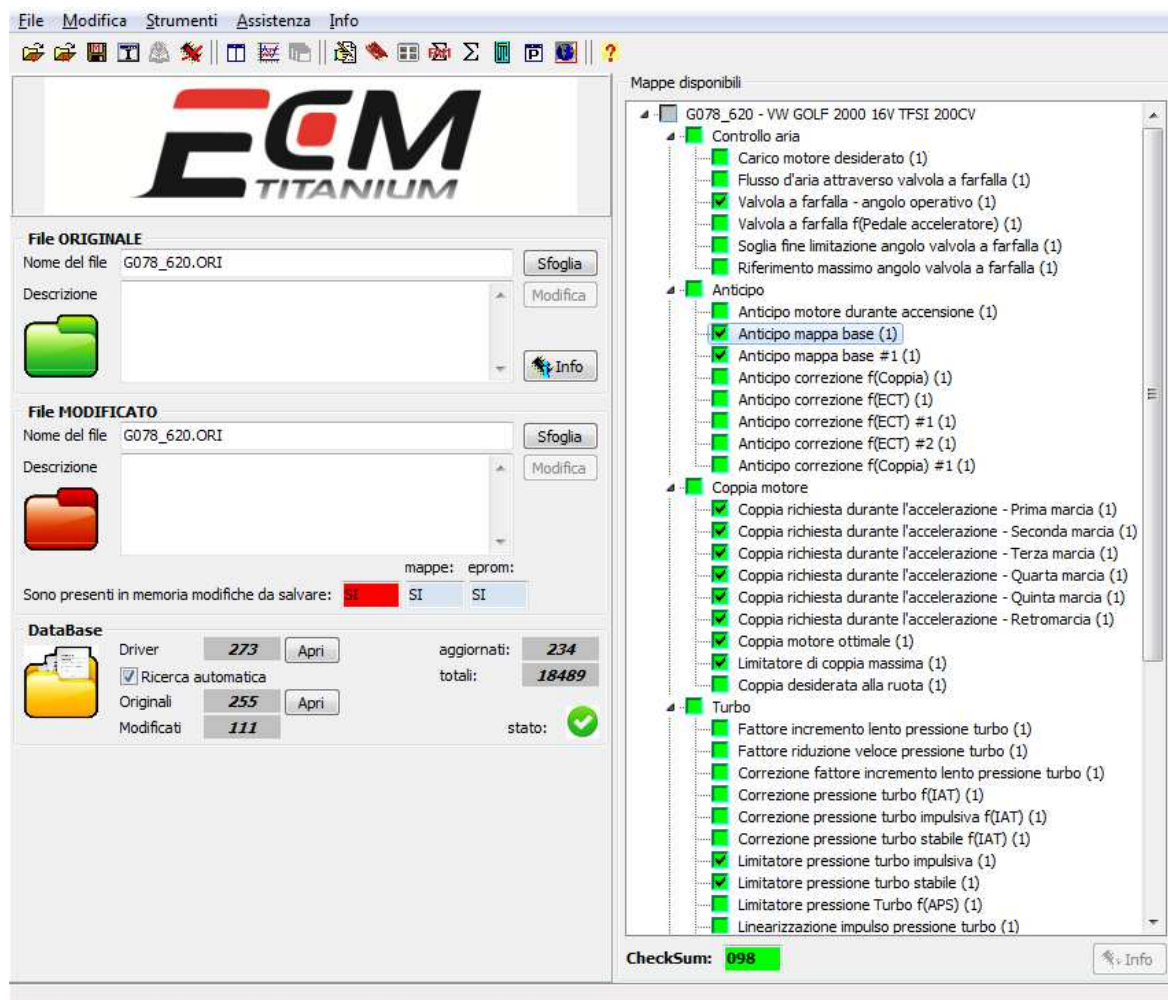 File Modifica Strumenti Assistenza Info
?
ECM
TITANIUM
File ORIGINALE
Nome del file G078_620.ORI Sfoglia
Descrizione Modifica
Info
File MODIFICATO
Nome del file G078_620.ORI Sfoglia
Descrizione Modifica
mappe: eprom:
Sono presenti in memoria modifiche da salvare: SI SI SI
DataBase
Driver 273 Apri aggiornati: 234
Ricerca automatica totali: 18489
Originali 255 Apri
Modificati 111 stato:
Mappe disponibili
G078_620 - VW GOLF 2000 16V TFSI 200CV
Controllo aria
Carico motore desiderato (1)
Flusso d'aria attraverso valvola a farfalla (1)
Valvola a farfalla - angolo operativo (1)
Valvola a farfalla f(Pedale acceleratore) (1)
Soglia fine limitazione angolo valvola a farfalla (1)
Riferimento massimo angolo valvola a farfalla (1)
Anticipo
Anticipo motore durante accensione (1)
Anticipo mappa base (1)
Anticipo mappa base #1 (1)
Anticipo correzione f(Coppia) (1)
Anticipo correzione f(ECT) (1)
Anticipo correzione f(ECT) #1 (1)
Anticipo correzione f(ECT) #2 (1)
Anticipo correzione f(Coppia) #1 (1)
Coppia motore
Coppia richiesta durante l'accelerazione - Prima marcia (1)
Coppia richiesta durante l'accelerazione - Seconda marcia (1)
Coppia richiesta durante l'accelerazione - Terza marcia (1)
Coppia richiesta durante l'accelerazione - Quarta marcia (1)
Coppia richiesta durante l'accelerazione - Quinta marcia (1)
Coppia richiesta durante l'accelerazione - Retromarcia (1)
Coppia motore ottimale (1)
Limitatore di coppia massima (1)
Coppia desiderata alla ruota (1)
Turbo
Fattore incremento lento pressione turbo (1)
Fattore riduzione veloce pressione turbo (1)
Correzione fattore incremento lento pressione turbo (1)
Correzione pressione turbo f(IAT) (1)
Correzione pressione turbo impulsiva f(IAT) (1)
Correzione pressione turbo stabile f(IAT) (1)
Limitatore pressione turbo impulsiva (1)
Limitatore pressione turbo stabile (1)
Limitatore pressione Turbo f(APS) (1)
Linearizzazione impulso pressione turbo (1)
CheckSum: 098 Info